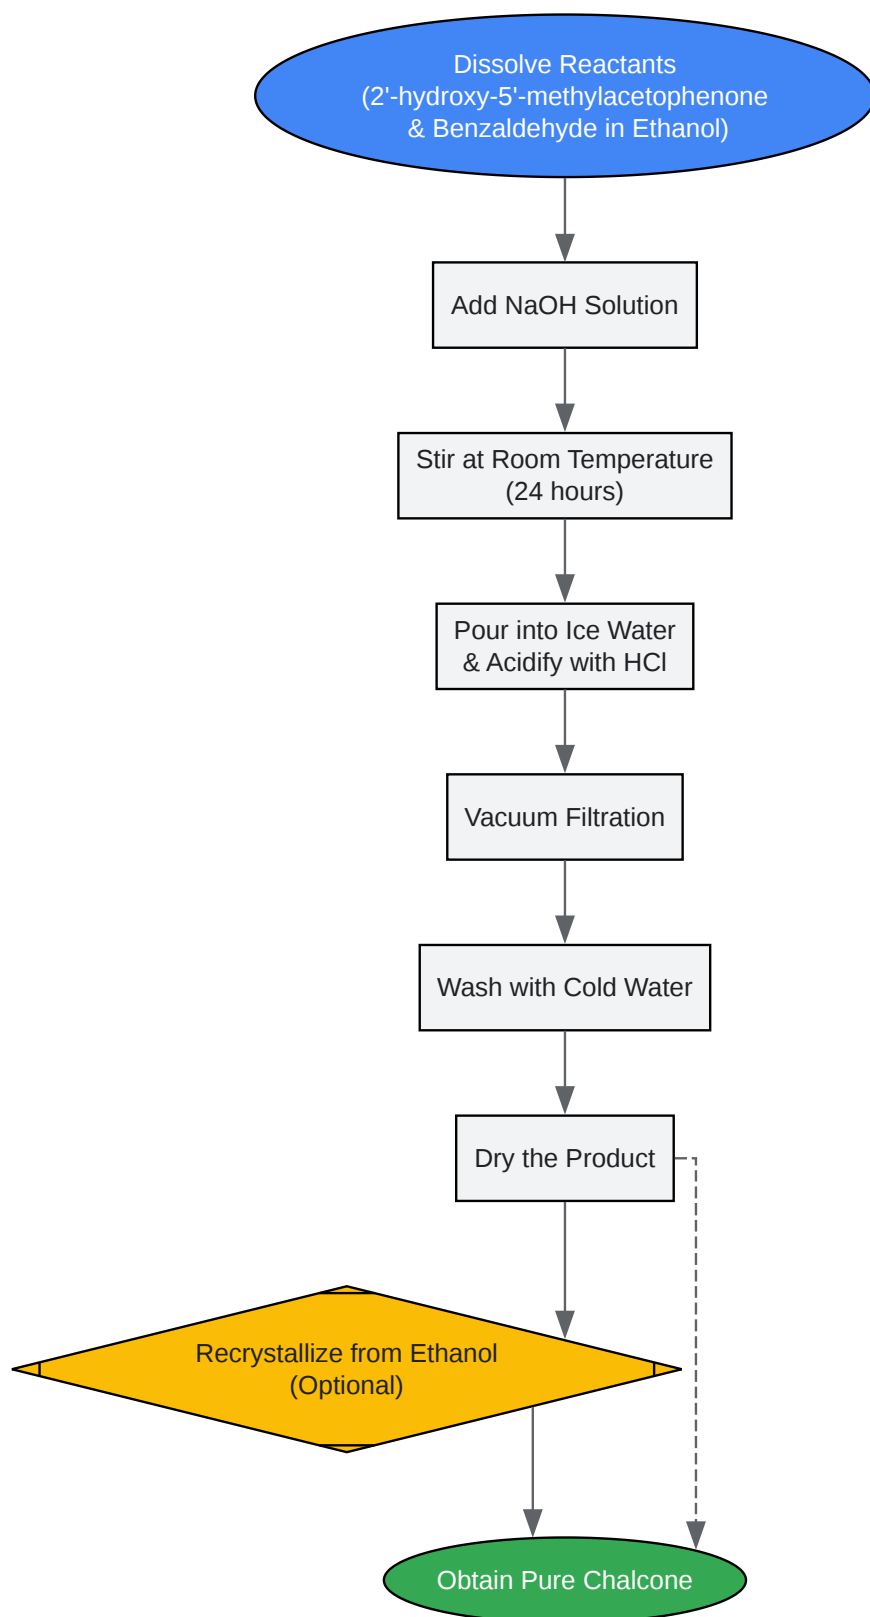 Dissolve Reactants
(2'-hydroxy-5'-methylacetophenone
& Benzaldehyde in Ethanol)
Add NaOH Solution
Stir at Room Temperature
(24 hours)
Pour into Ice Water
& Acidify with HCl
Vacuum Filtration
Wash with Cold Water
Dry the Product
Recrystallize from Ethanol
(Optional)
Obtain Pure Chalcone